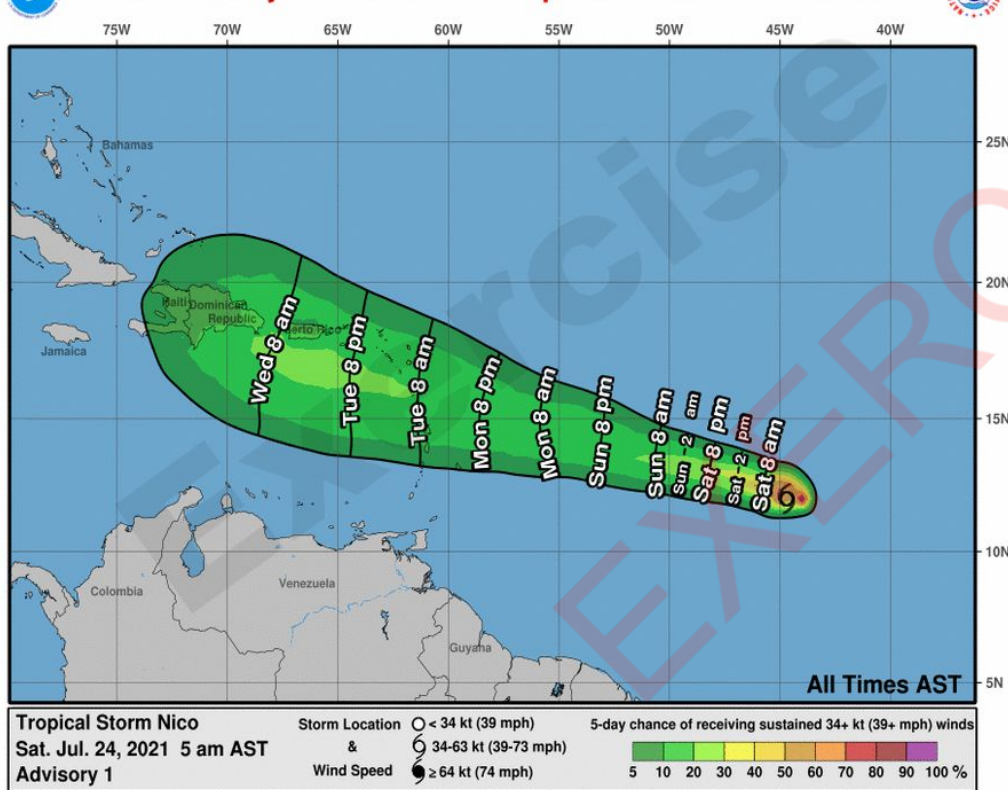 75W 70W 65W 60W 55W 50W 45W 40W
Bahamas
25N
20N
Haiti
Dominican
Republic
Jamaica
15N
Wed 8 am
Tue 8 pm
Tue 8 am
Mon 8 pm
Mon 8 am
Sun 8 pm
Sun 8 am
Sun 2 am
Sat 8 pm
Sat 2 pm
Sat 8 am
10N
Colombia
Venezuela
Guyana
5N
Exercise
All Times AST
Tropical Storm Nico
Sat. Jul. 24, 2021 5 am AST
Advisory 1
Storm Location
&
Wind Speed
< 34 kt (39 mph)
34-63 kt (39-73 mph)
≥ 64 kt (74 mph)
5-day chance of receiving sustained 34+ kt (39+ mph) winds
5 10 20 30 40 50 60 70 80 90 100 %